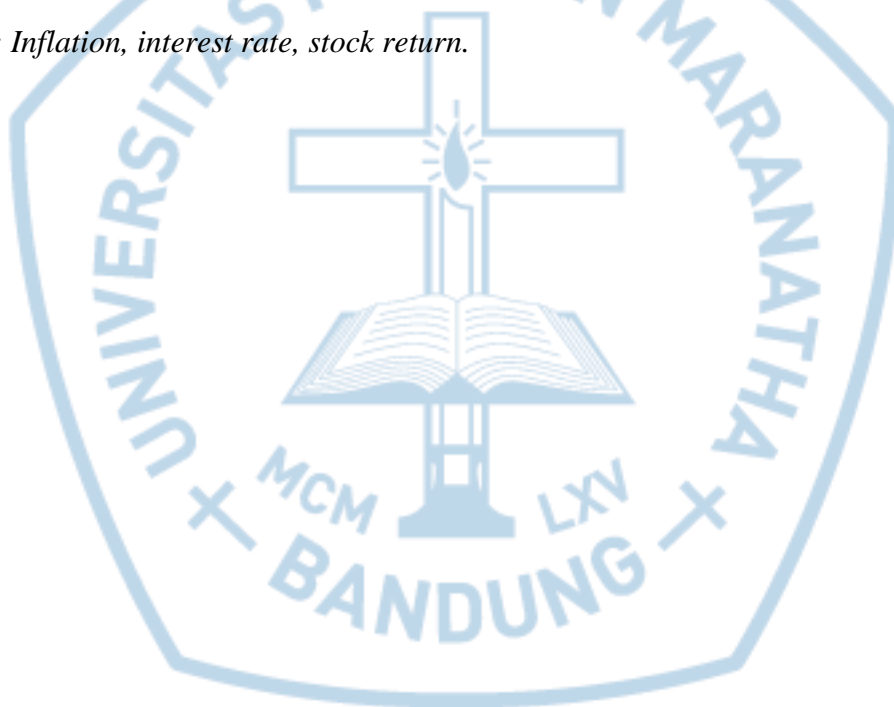 Inflation, interest rate, stock return.
UNIVERSITAS N MARANATHA
MCM LXV
BANDUNG